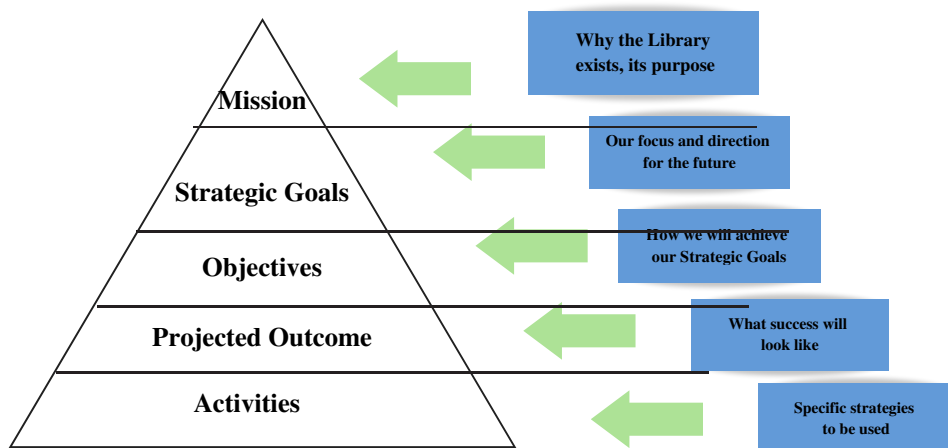 Why the Library
exists, its purpose
Mission
Our focus and direction
for the future
Strategic Goals
How we will achieve
our Strategic Goals
Objectives
What success will
look like
Projected Outcome
Specific strategies
to be used
Activities